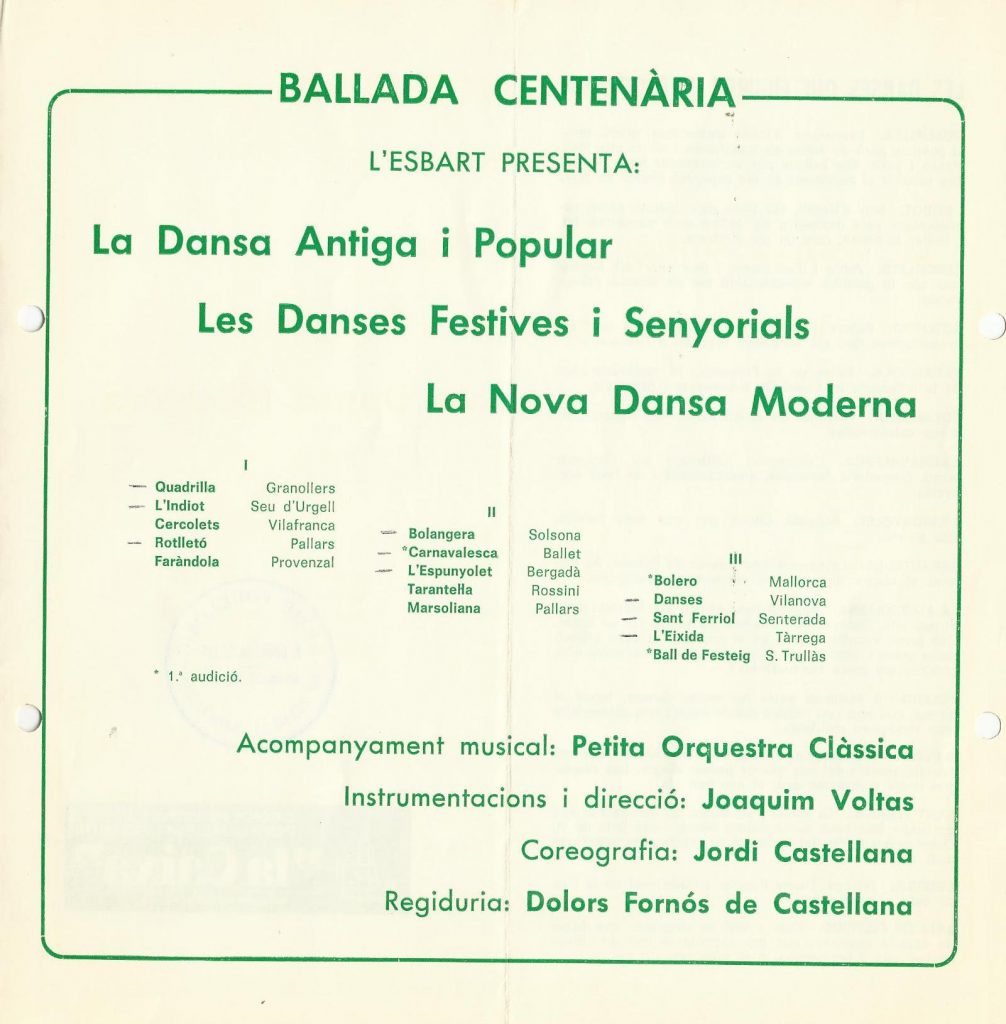 BALLADA CENTENÀRIA
L'ESBART PRESENTA:
La Dansa Antiga i Popular
Les Danses Festives i Senyorials
La Nova Dansa Moderna
I
Quadrilla Granollers
L'Indiot Seu d'Urgell
Cercolets Vilafranca
Rotlletó Pallars
Faràndola Provenzal
II
Bolangera Solsona
*Carnavalesca Ballet
L'Espunyolet Bergadà
Taranteŀla Rossini
Marsoliana Pallars
III
*Bolero Mallorca
Danses Vilanova
Sant Ferriol Senterada
L'Eixida Tàrrega
*Ball de Festeig S. Trullàs
* 1.ª audició.
Acompanyament musical: Petita Orquestra Clàssica
Instrumentacions i direcció: Joaquim Voltas
Coreografia: Jordi Castellana
Regiduria: Dolors Fornós de Castellana